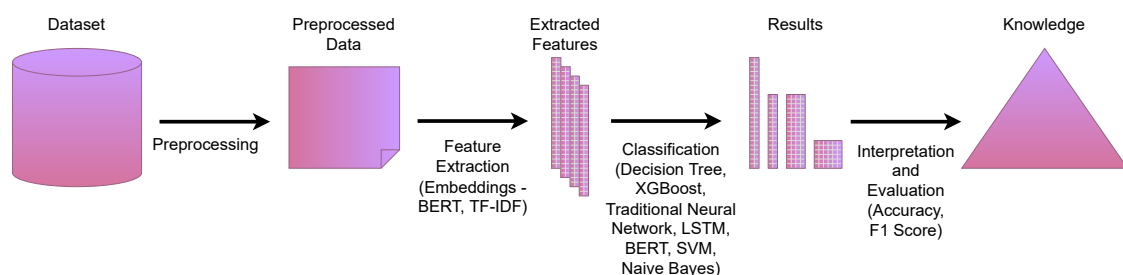 Dataset
Preprocessing
Preprocessed
Data
Feature
Extraction
(Embeddings -
BERT, TF-IDF)
Extracted
Features
Classification
(Decision Tree,
XGBoost,
Traditional Neural
Network, LSTM,
BERT, SVM,
Naive Bayes)
Results
Interpretation
and
Evaluation
(Accuracy,
F1 Score)
Knowledge